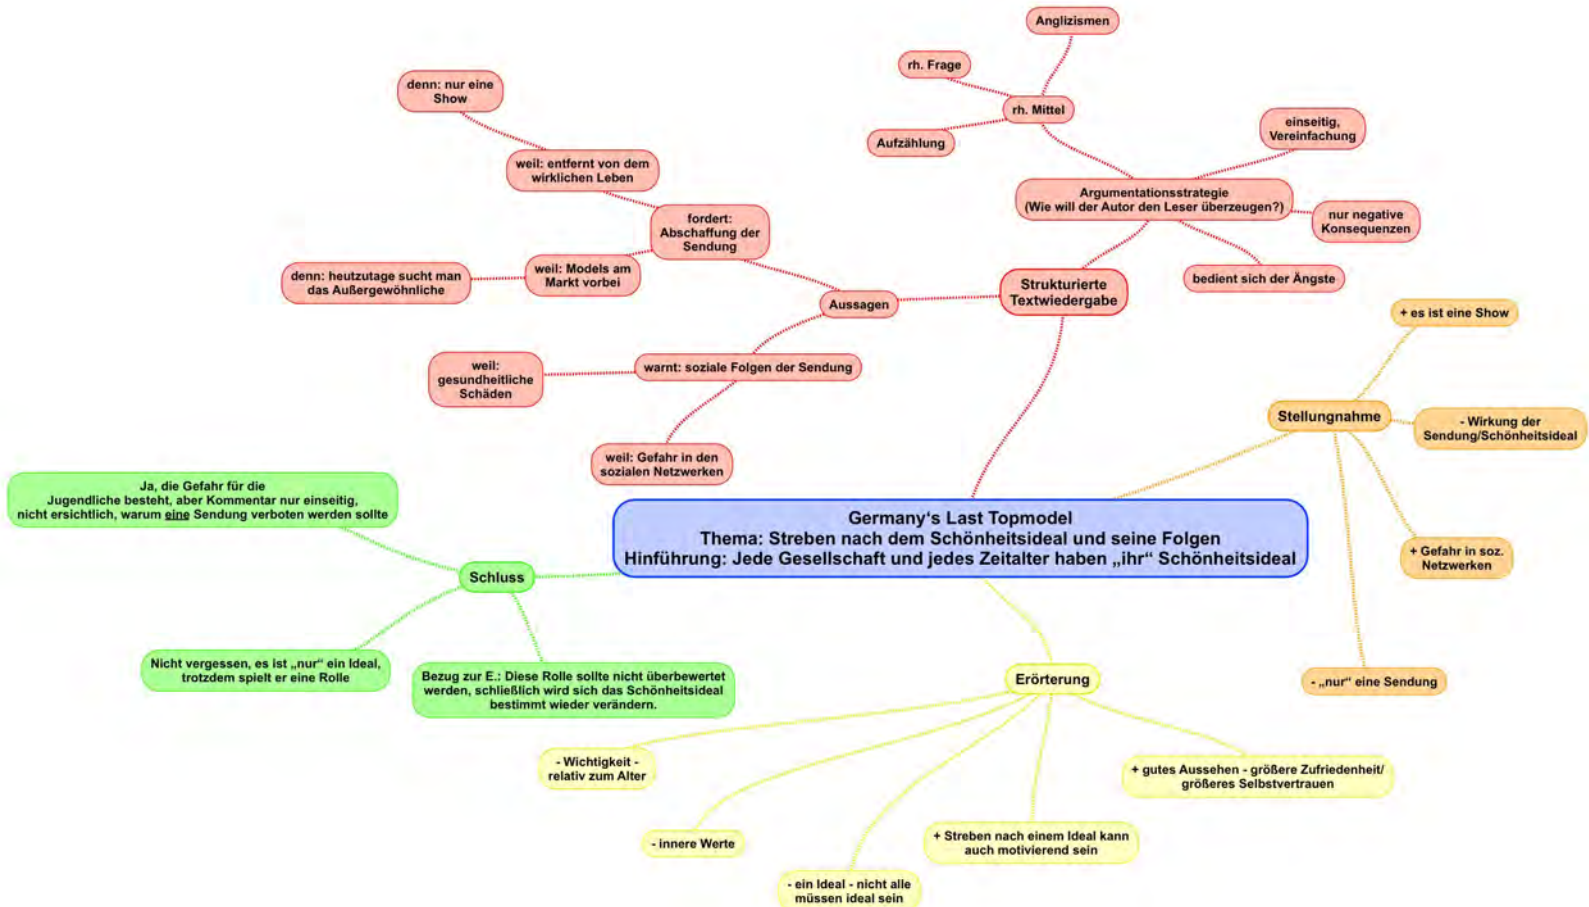 Anglizismen
rh. Frage
denn: nur eine
Show
rh. Mittel
einseitig,
Vereinfachung
Aufzählung
weil: entfernt von dem
wirklichen Leben
Argumentationsstrategie
(Wie will der Autor den Leser überzeugen?)
nur negative
Konsequenzen
fordert:
Abschaffung der
Sendung
denn: heutzutage sucht man
das Außergewöhnliche
weil: Models am
Markt vorbei
bedient sich der Ängste
Strukturierte
Textwiedergabe
Aussagen
+ es ist eine Show
weil:
gesundheitliche
Schäden
warnt: soziale Folgen der Sendung
Stellungnahme
- Wirkung der
Sendung/Schönheitsideal
weil: Gefahr in den
sozialen Netzwerken
Ja, die Gefahr für die
Jugendliche besteht, aber Kommentar nur einseitig,
nicht ersichtlich, warum eine Sendung verboten werden sollte
Germany‘s Last Topmodel
Thema: Streben nach dem Schönheitsideal und seine Folgen
Hinführung: Jede Gesellschaft und jedes Zeitalter haben „ihr“ Schönheitsideal
+ Gefahr in soz.
Netzwerken
Schluss
Nicht vergessen, es ist „nur“ ein Ideal,
trotzdem spielt er eine Rolle
Bezug zur E.: Diese Rolle sollte nicht überbewertet
werden, schließlich wird sich das Schönheitsideal
bestimmt wieder verändern.
Erörterung
- „nur“ eine Sendung
- Wichtigkeit -
relativ zum Alter
+ gutes Aussehen - größere Zufriedenheit/
größeres Selbstvertrauen
- innere Werte
+ Streben nach einem Ideal kann
auch motivierend sein
- ein Ideal - nicht alle
müssen ideal sein